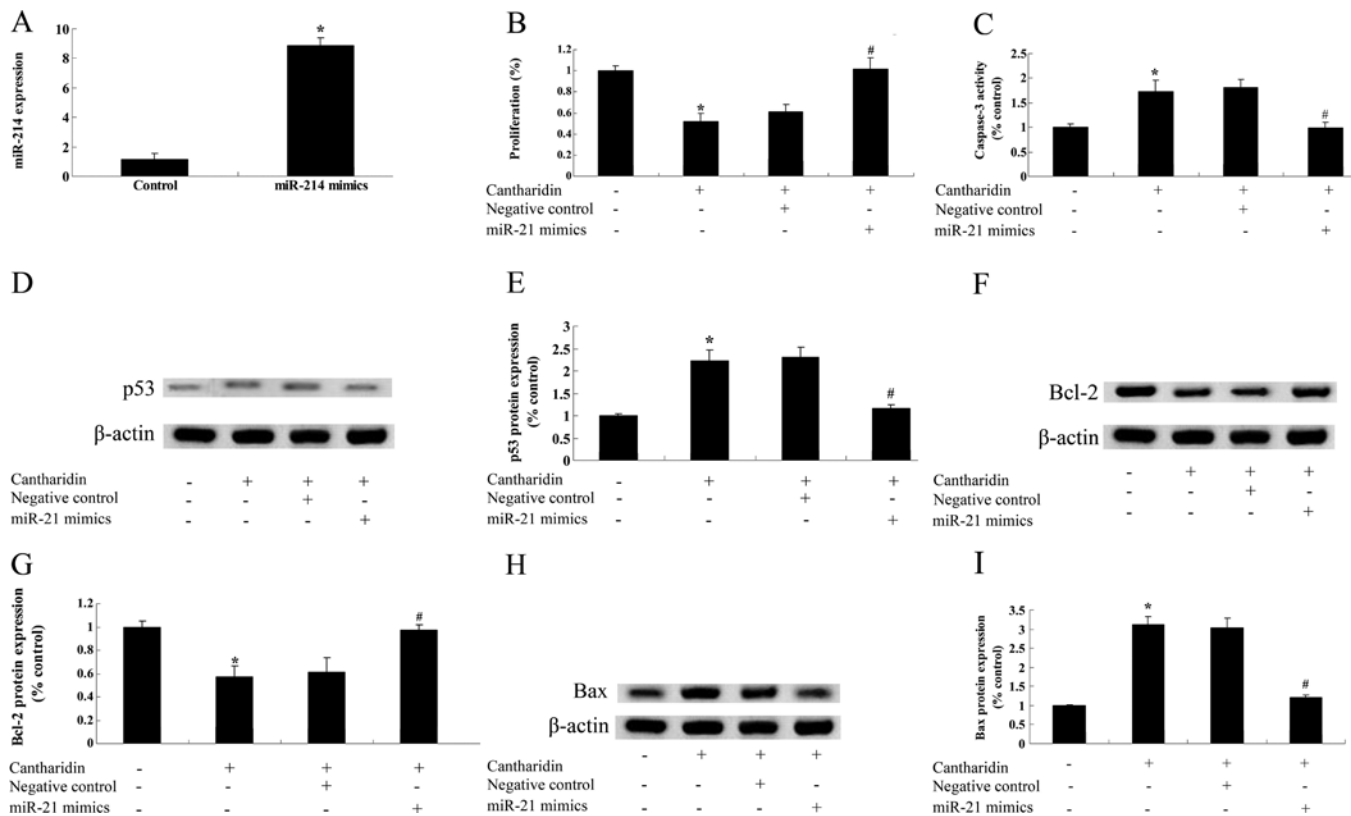 A
miR-214 expression
10
8
6
4
2
0
*
Control miR-214 mimics
B
Proliferation (%)
1.2
1
0.8
0.6
0.4
0.2
0
* #
Cantharidin - + + +
Negative control - - + -
miR-21 mimics - - - +
C
Caspase-3 activity
(% control)
2.5
2
1.5
1
0.5
0
* #
Cantharidin - + + +
Negative control - - + -
miR-21 mimics - - - +
D
p53
β-actin
Cantharidin - + + +
Negative control - - + -
miR-21 mimics - - - +
E
p53 protein expression
(% control)
3
2.5
2
1.5
1
0.5
0
* #
Cantharidin - + + +
Negative control - - + -
miR-21 mimics - - - +
F
Bcl-2
β-actin
Cantharidin - + + +
Negative control - - + -
miR-21 mimics - - - +
G
Bcl-2 protein expression
(% control)
1.2
1
0.8
0.6
0.4
0.2
0
* #
Cantharidin - + + +
Negative control - - + -
miR-21 mimics - - - +
H
Bax
β-actin
Cantharidin - + + +
Negative control - - + -
miR-21 mimics - - - +
I
Bax protein expression
(% control)
3.5
3
2.5
2
1.5
1
0.5
0
* #
Cantharidin - + + +
Negative control - - + -
miR-21 mimics - - - +